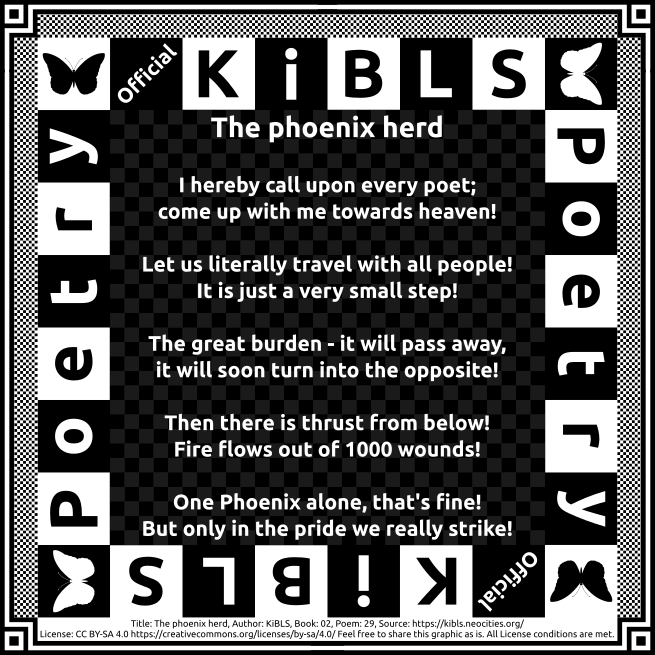 Official KiBLS
Poetry
Poetry
The phoenix herd
I hereby call upon every poet;
come up with me towards heaven!
Let us literally travel with all people!
It is just a very small step!
The great burden - it will pass away,
it will soon turn into the opposite!
Then there is thrust from below!
Fire flows out of 1000 wounds!
One Phoenix alone, that's fine!
But only in the pride we really strike!
Official KiBLS
Title: The phoenix herd, Author: KiBLS, Book: 02, Poem: 29, Source: https://kibls.neocities.org/
License: CC BY-SA 4.0 https://creativecommons.org/licenses/by-sa/4.0/ Feel free to share this graphic as is. All License conditions are met.